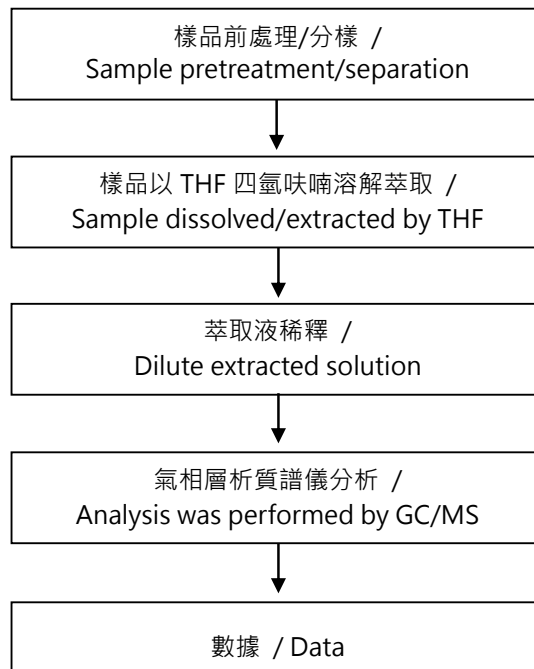 樣品前處理/分樣 /
Sample pretreatment/separation
樣品以 THF 四氫呋喃溶解萃取 /
Sample dissolved/extracted by THF
萃取液稀釋 /
Dilute extracted solution
氣相層析質譜儀分析 /
Analysis was performed by GC/MS
數據 / Data